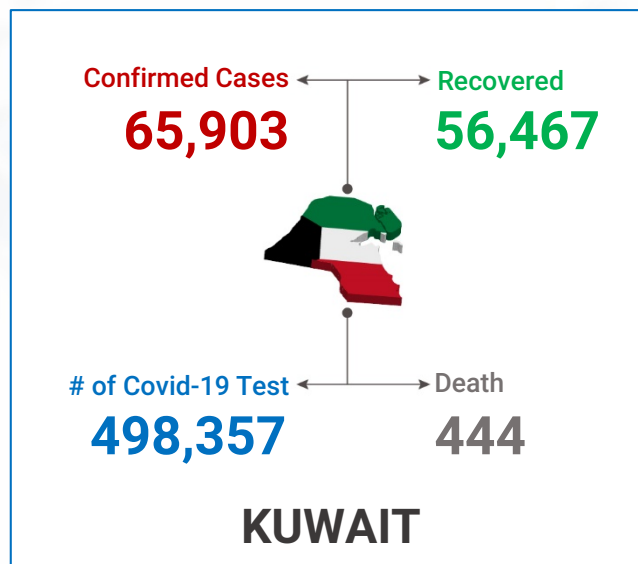 Confirmed Cases
65,903
Recovered
56,467
# of Covid-19 Test
498,357
Death
444
KUWAIT